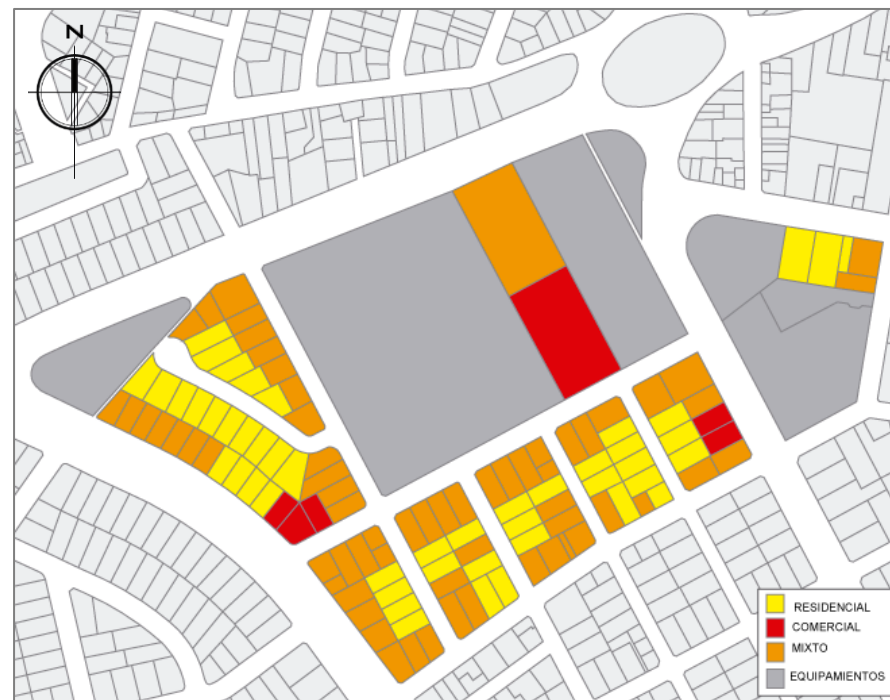 N
RESIDENCIAL
COMERCIAL
MIXTO
EQUIPAMIENTOS